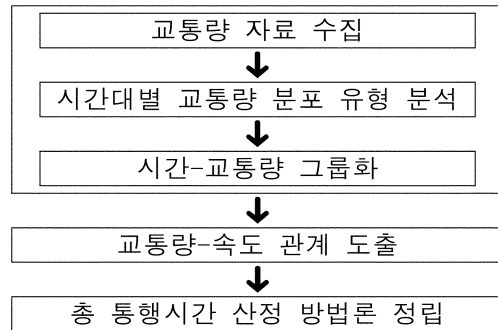 교통량 자료 수집
시간대별 교통량 분포 유형 분석
시간-교통량 그룹화
교통량-속도 관계 도출
총 통행시간 산정 방법론 정립